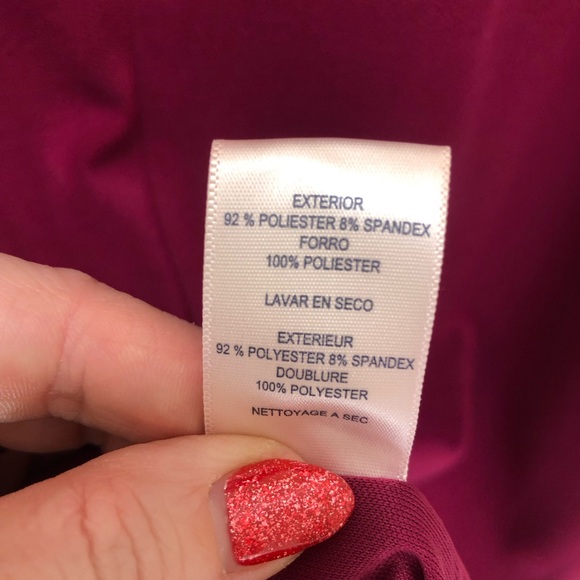 EXTERIOR
92 % POLIESTER 8% SPANDEX
FORRO
100% POLIESTER
LAVAR EN SECO
EXTERIEUR
92 % POLYESTER 8% SPANDEX
DOUBLURE
100% POLYESTER
NETTOYAGE A SEC